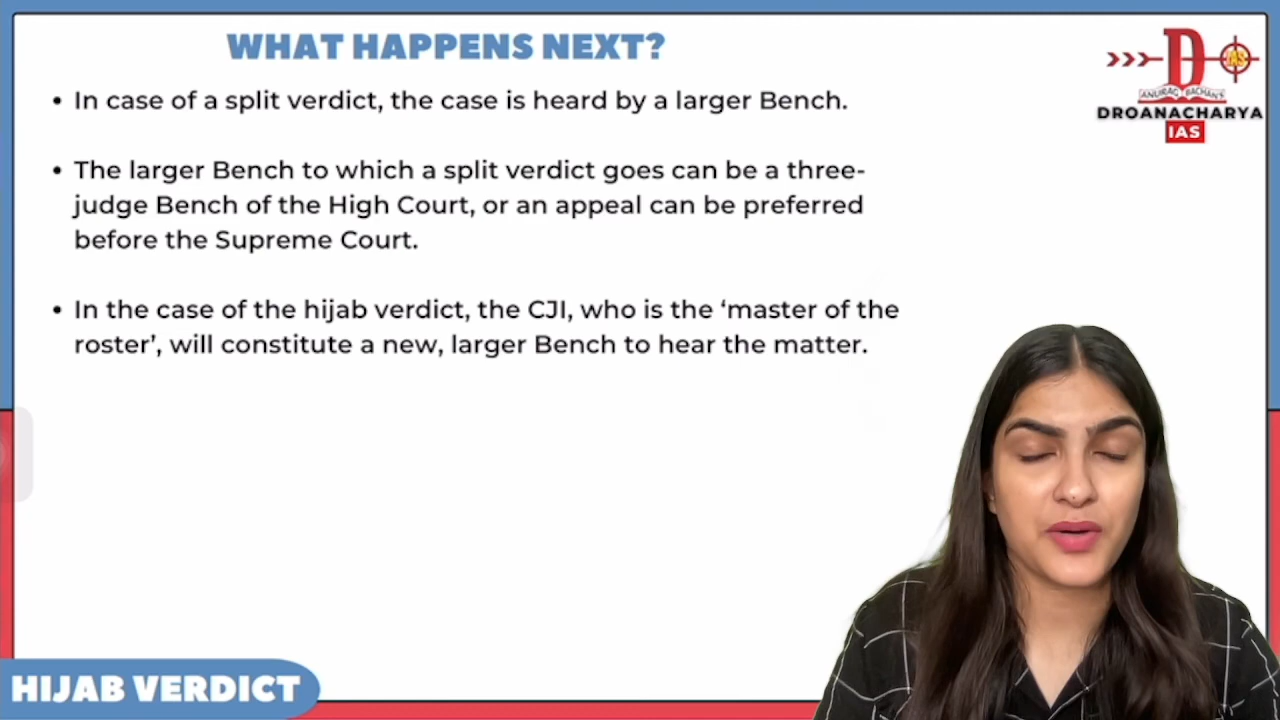 WHAT HAPPENS NEXT?
• In case of a split verdict, the case is heard by a larger Bench.
• The larger Bench to which a split verdict goes can be a three-
judge Bench of the High Court, or an appeal can be preferred
before the Supreme Court.
• In the case of the hijab verdict, the CJI, who is the ‘master of the
roster’, will constitute a new, larger Bench to hear the matter.
D
IAS
ANURAG BACHAN'S
DROANACHARYA
IAS
HIJAB VERDICT